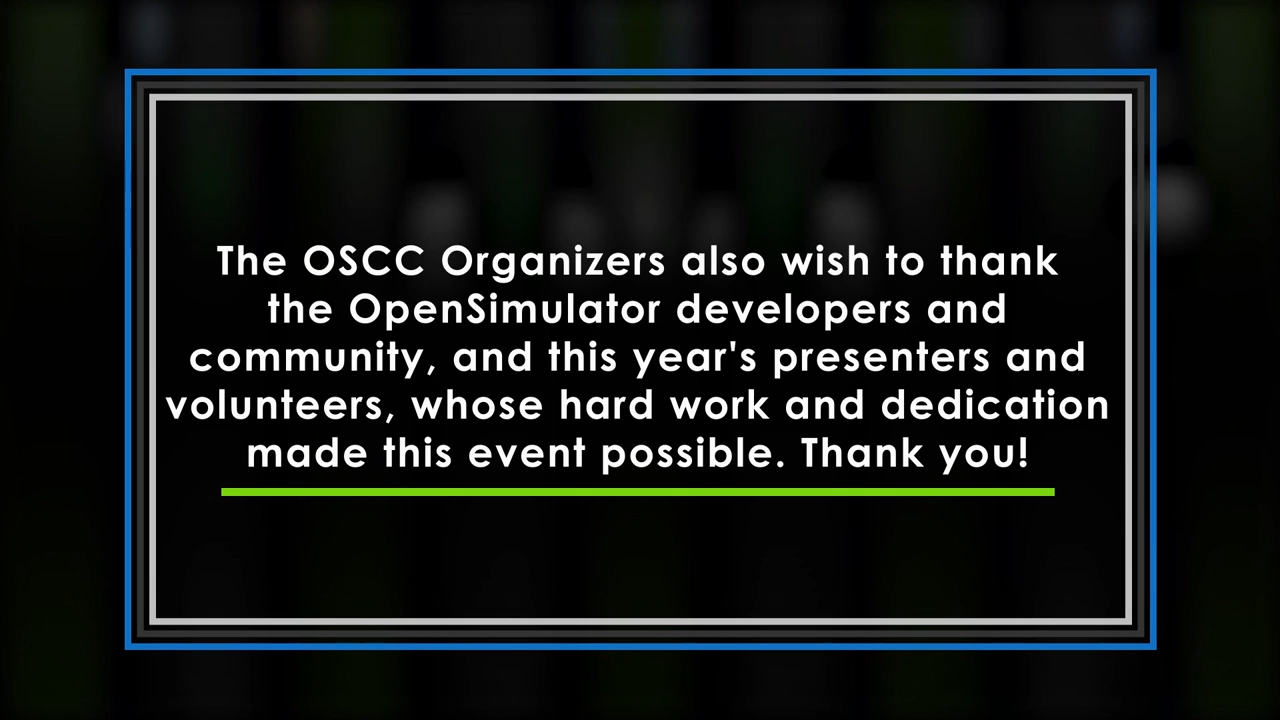 The OSCC Organizers also wish to thank
the OpenSimulator developers and
community, and this year's presenters and
volunteers, whose hard work and dedication
made this event possible. Thank you!